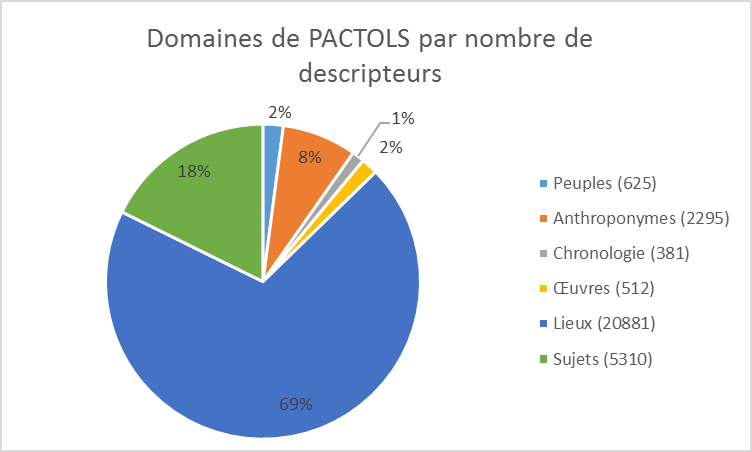 Domaines de PACTOLS par nombre de
descripteurs
2%
1%
8%
2%
18%
69%
Peuples (625)
Anthroponymes (2295)
Chronologie (381)
Œuvres (512)
Lieux (20881)
Sujets (5310)